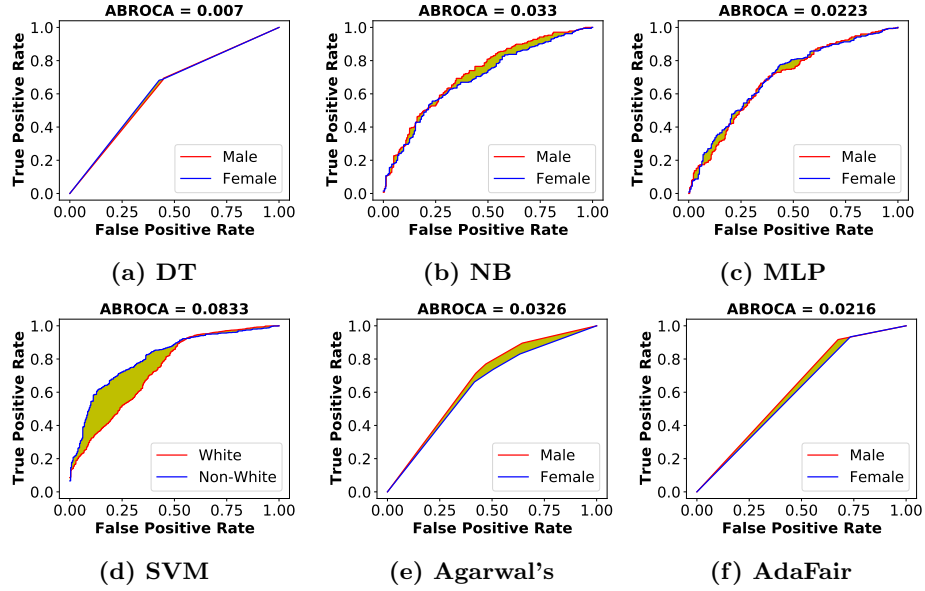 ABROCA = 0.007
True Positive Rate
1.0
0.8
0.6
0.4
0.2
0.0
Male
Female
0.00 0.25 0.50 0.75 1.00
False Positive Rate
(a) DT
ABROCA = 0.033
True Positive Rate
1.0
0.8
0.6
0.4
0.2
0.0
Male
Female
0.00 0.25 0.50 0.75 1.00
False Positive Rate
(b) NB
ABROCA = 0.0223
True Positive Rate
1.0
0.8
0.6
0.4
0.2
0.0
Male
Female
0.00 0.25 0.50 0.75 1.00
False Positive Rate
(c) MLP
ABROCA = 0.0833
True Positive Rate
1.0
0.8
0.6
0.4
0.2
0.0
White
Non-White
0.00 0.25 0.50 0.75 1.00
False Positive Rate
(d) SVM
ABROCA = 0.0326
True Positive Rate
1.0
0.8
0.6
0.4
0.2
0.0
Male
Female
0.00 0.25 0.50 0.75 1.00
False Positive Rate
(e) Agarwal's
ABROCA = 0.0216
True Positive Rate
1.0
0.8
0.6
0.4
0.2
0.0
Male
Female
0.00 0.25 0.50 0.75 1.00
False Positive Rate
(f) AdaFair